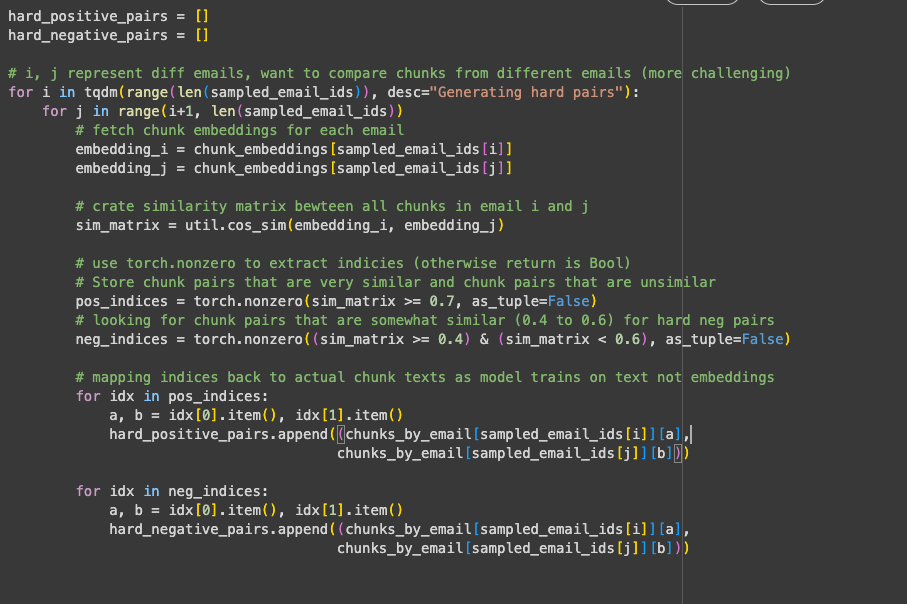 hard_positive_pairs = []
hard_negative_pairs = []
# i, j represent diff emails, want to compare chunks from different emails (more challenging)
for i in tqdm(range(len(sampled_email_ids)), desc="Generating hard pairs"):
    for j in range(i+1, len(sampled_email_ids))
        # fetch chunk embeddings for each email
        embedding_i = chunk_embeddings[sampled_email_ids[i]]
        embedding_j = chunk_embeddings[sampled_email_ids[j]]
        # crate similarity matrix bewteen all chunks in email i and j
        sim_matrix = util.cos_sim(embedding_i, embedding_j)
        # use torch.nonzero to extract indicies (otherwise return is Bool)
        # Store chunk pairs that are very similar and chunk pairs that are unsimilar
        pos_indices = torch.nonzero(sim_matrix >= 0.7, as_tuple=False)
        # looking for chunk pairs that are somewhat similar (0.4 to 0.6) for hard neg pairs
        neg_indices = torch.nonzero((sim_matrix >= 0.4) & (sim_matrix < 0.6), as_tuple=False)
        # mapping indices back to actual chunk texts as model trains on text not embeddings
        for idx in pos_indices:
            a, b = idx[0].item(), idx[1].item()
            hard_positive_pairs.append((chunks_by_email[sampled_email_ids[i]][a],
                                       chunks_by_email[sampled_email_ids[j]][b]))
        for idx in neg_indices:
            a, b = idx[0].item(), idx[1].item()
            hard_negative_pairs.append((chunks_by_email[sampled_email_ids[i]][a],
                                       chunks_by_email[sampled_email_ids[j]][b]))